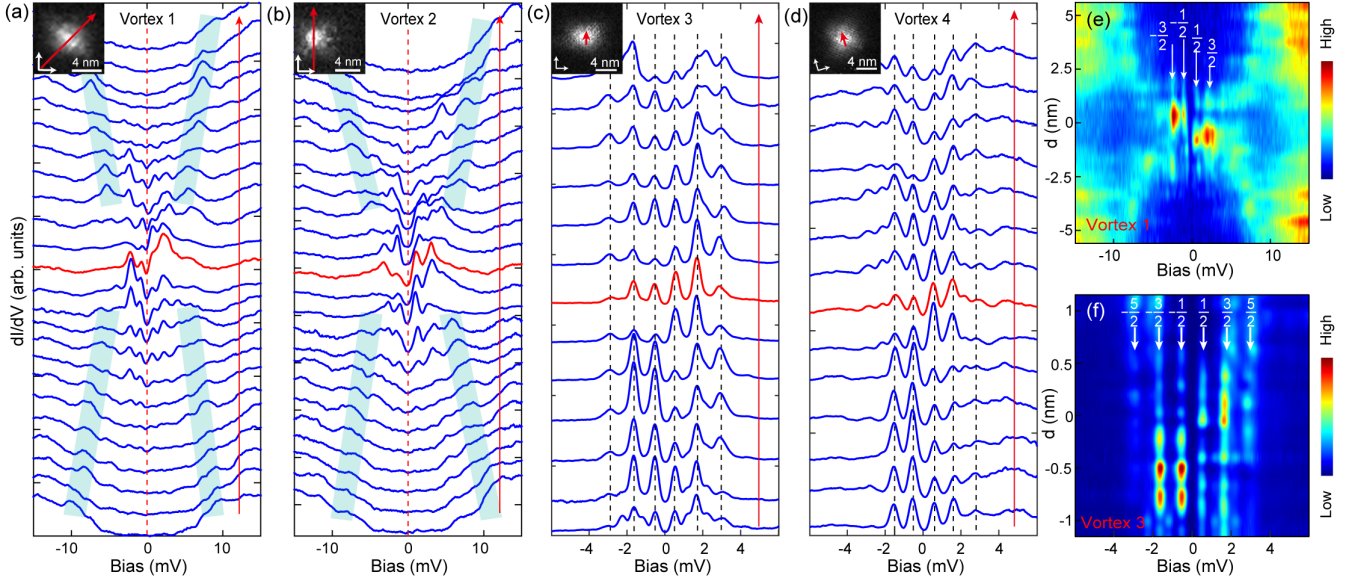 (a)
Vortex 1
4 nm
(b)
Vortex 2
4 nm
(c)
Vortex 3
4 nm
(d)
Vortex 4
4 nm
dI/dV (arb. units)
-10 0 10
Bias (mV)
-10 0 10
Bias (mV)
-4 -2 0 2 4
Bias (mV)
-4 -2 0 2 4 6
Bias (mV)
(e)
-3/2 -1/2 1/2 3/2
5.0
2.5
0
-2.5
-5
d (nm)
Vortex 1
-10 0 10
Bias (mV)
High
Low
(f)
-5/2 -3/2 -1/2 1/2 3/2 5/2
1
0.5
0
-0.5
-1
d (nm)
Vortex 3
-4 -2 0 2 4
Bias (mV)
High
Low